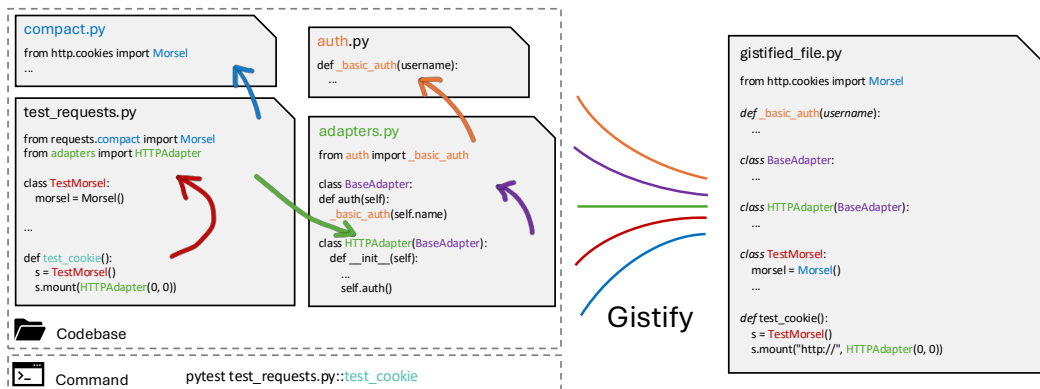 compact.py
from http.cookies import Morsel
...
auth.py
def _basic_auth(username):
...
test_requests.py
from requests.compact import Morsel
from adapters import HTTPAdapter
class TestMorsel:
morsel = Morsel()
...
def test_cookie():
s = TestMorsel()
s.mount(HTTPAdapter(0, 0))
adapters.py
from auth import _basic_auth
class BaseAdapter:
def auth(self):
_basic_auth(self.name)
class HTTPAdapter(BaseAdapter):
def __init__(self):
...
self.auth()
Codebase
Command
pytest test_requests.py::test_cookie
Gistify
gistified_file.py
from http.cookies import Morsel
def _basic_auth(username):
...
class BaseAdapter:
...
class HTTPAdapter(BaseAdapter):
...
class TestMorsel:
morsel = Morsel()
...
def test_cookie():
s = TestMorsel()
s.mount("http://", HTTPAdapter(0, 0))